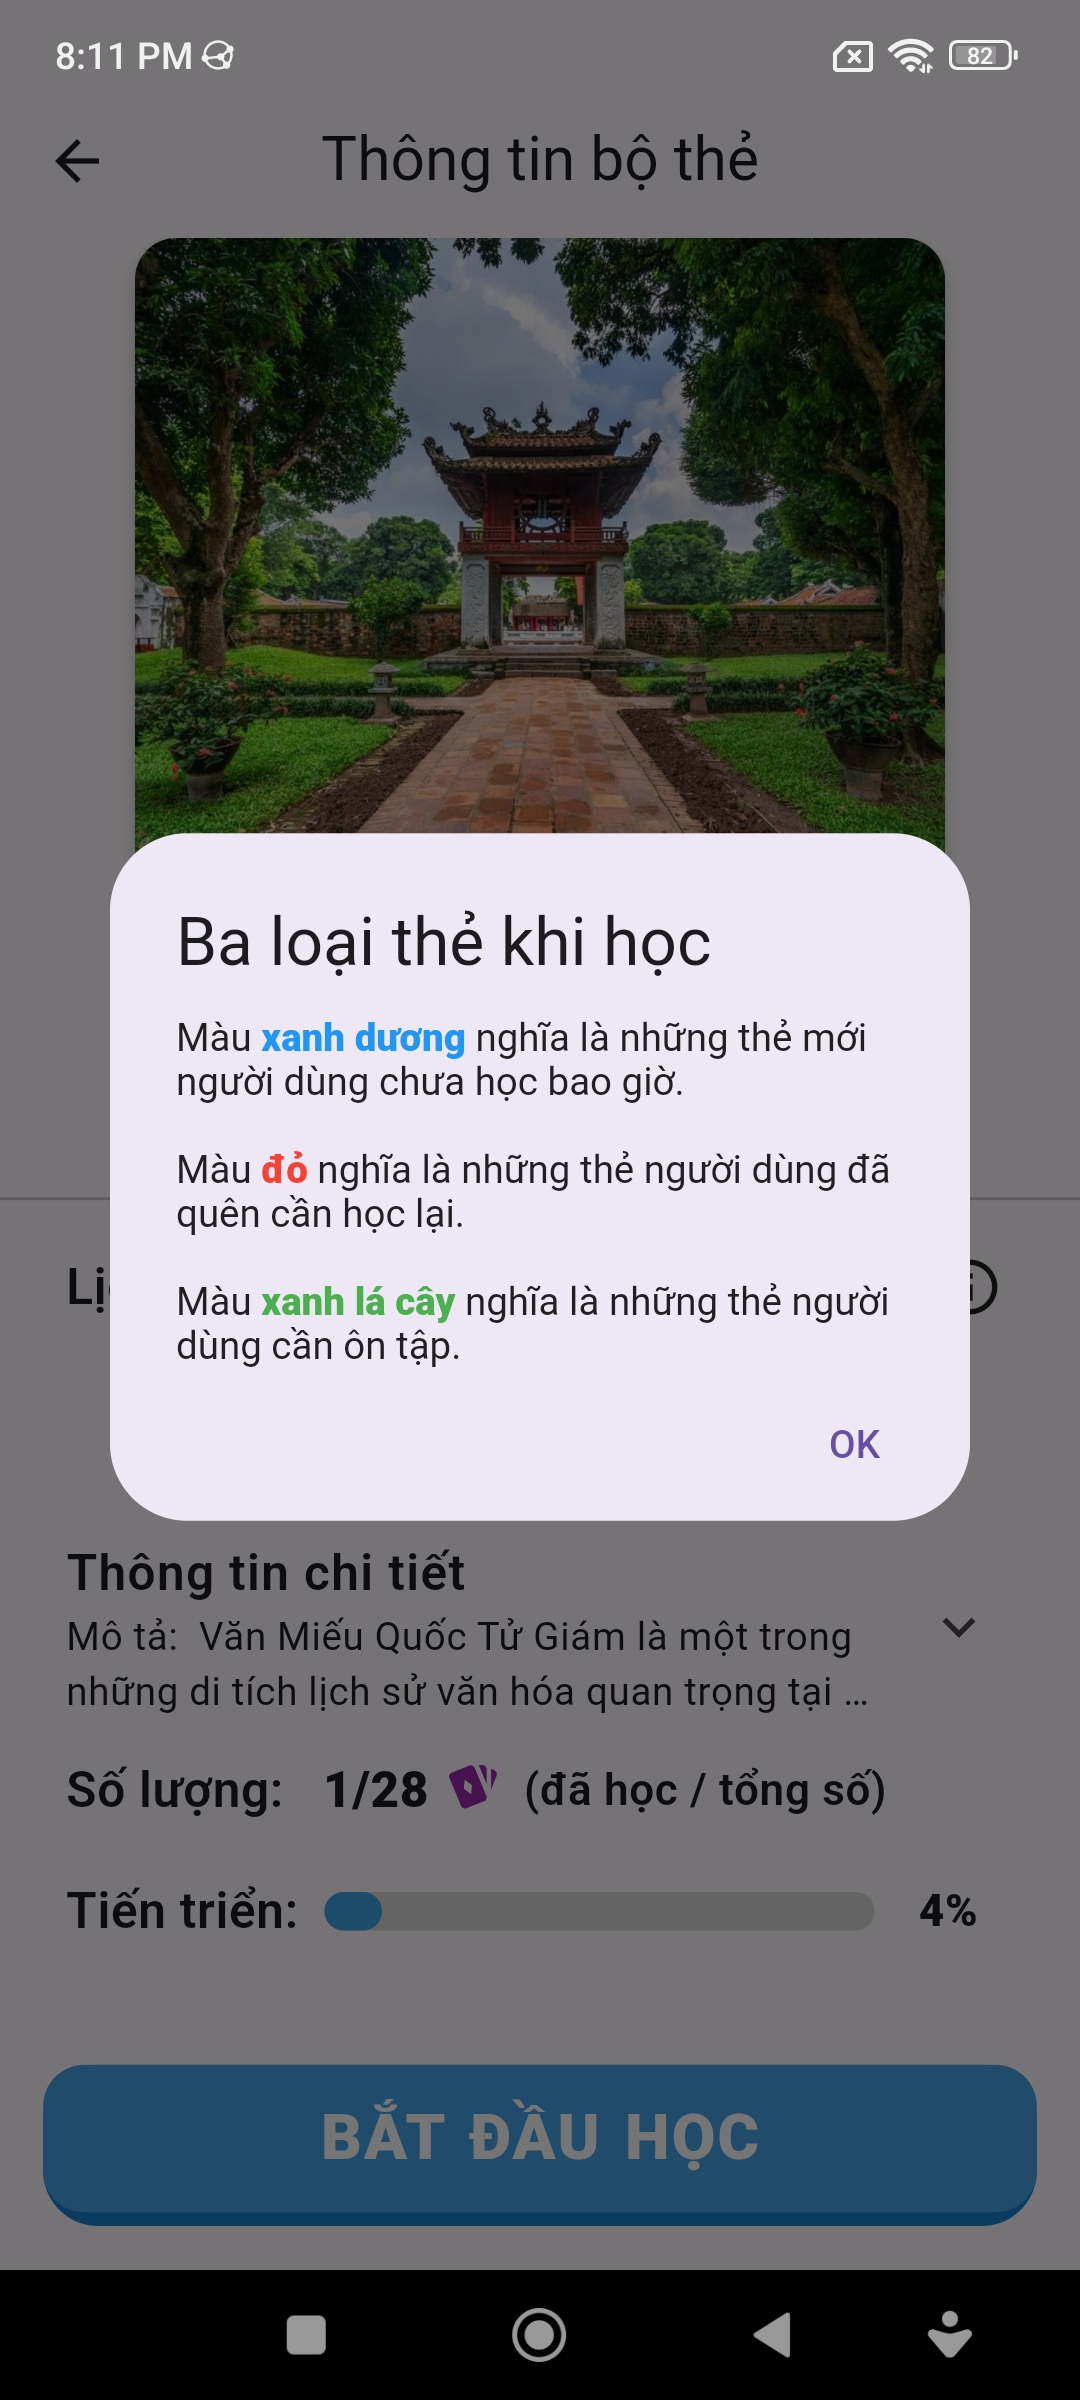 8:11 PM
82
Thông tin bộ thẻ
Ba loại thẻ khi học
Màu xanh dương nghĩa là những thẻ mới
người dùng chưa học bao giờ.
Màu đỏ nghĩa là những thẻ người dùng đã
quên cần học lại.
Màu xanh lá cây nghĩa là những thẻ người
dùng cần ôn tập.
OK
Thông tin chi tiết
Mô tả: Văn Miếu Quốc Tử Giám là một trong
những di tích lịch sử văn hóa quan trọng tại ...
Số lượng: 1/28 (đã học / tổng số)
Tiến triển: 4%
BẮT ĐẦU HỌC